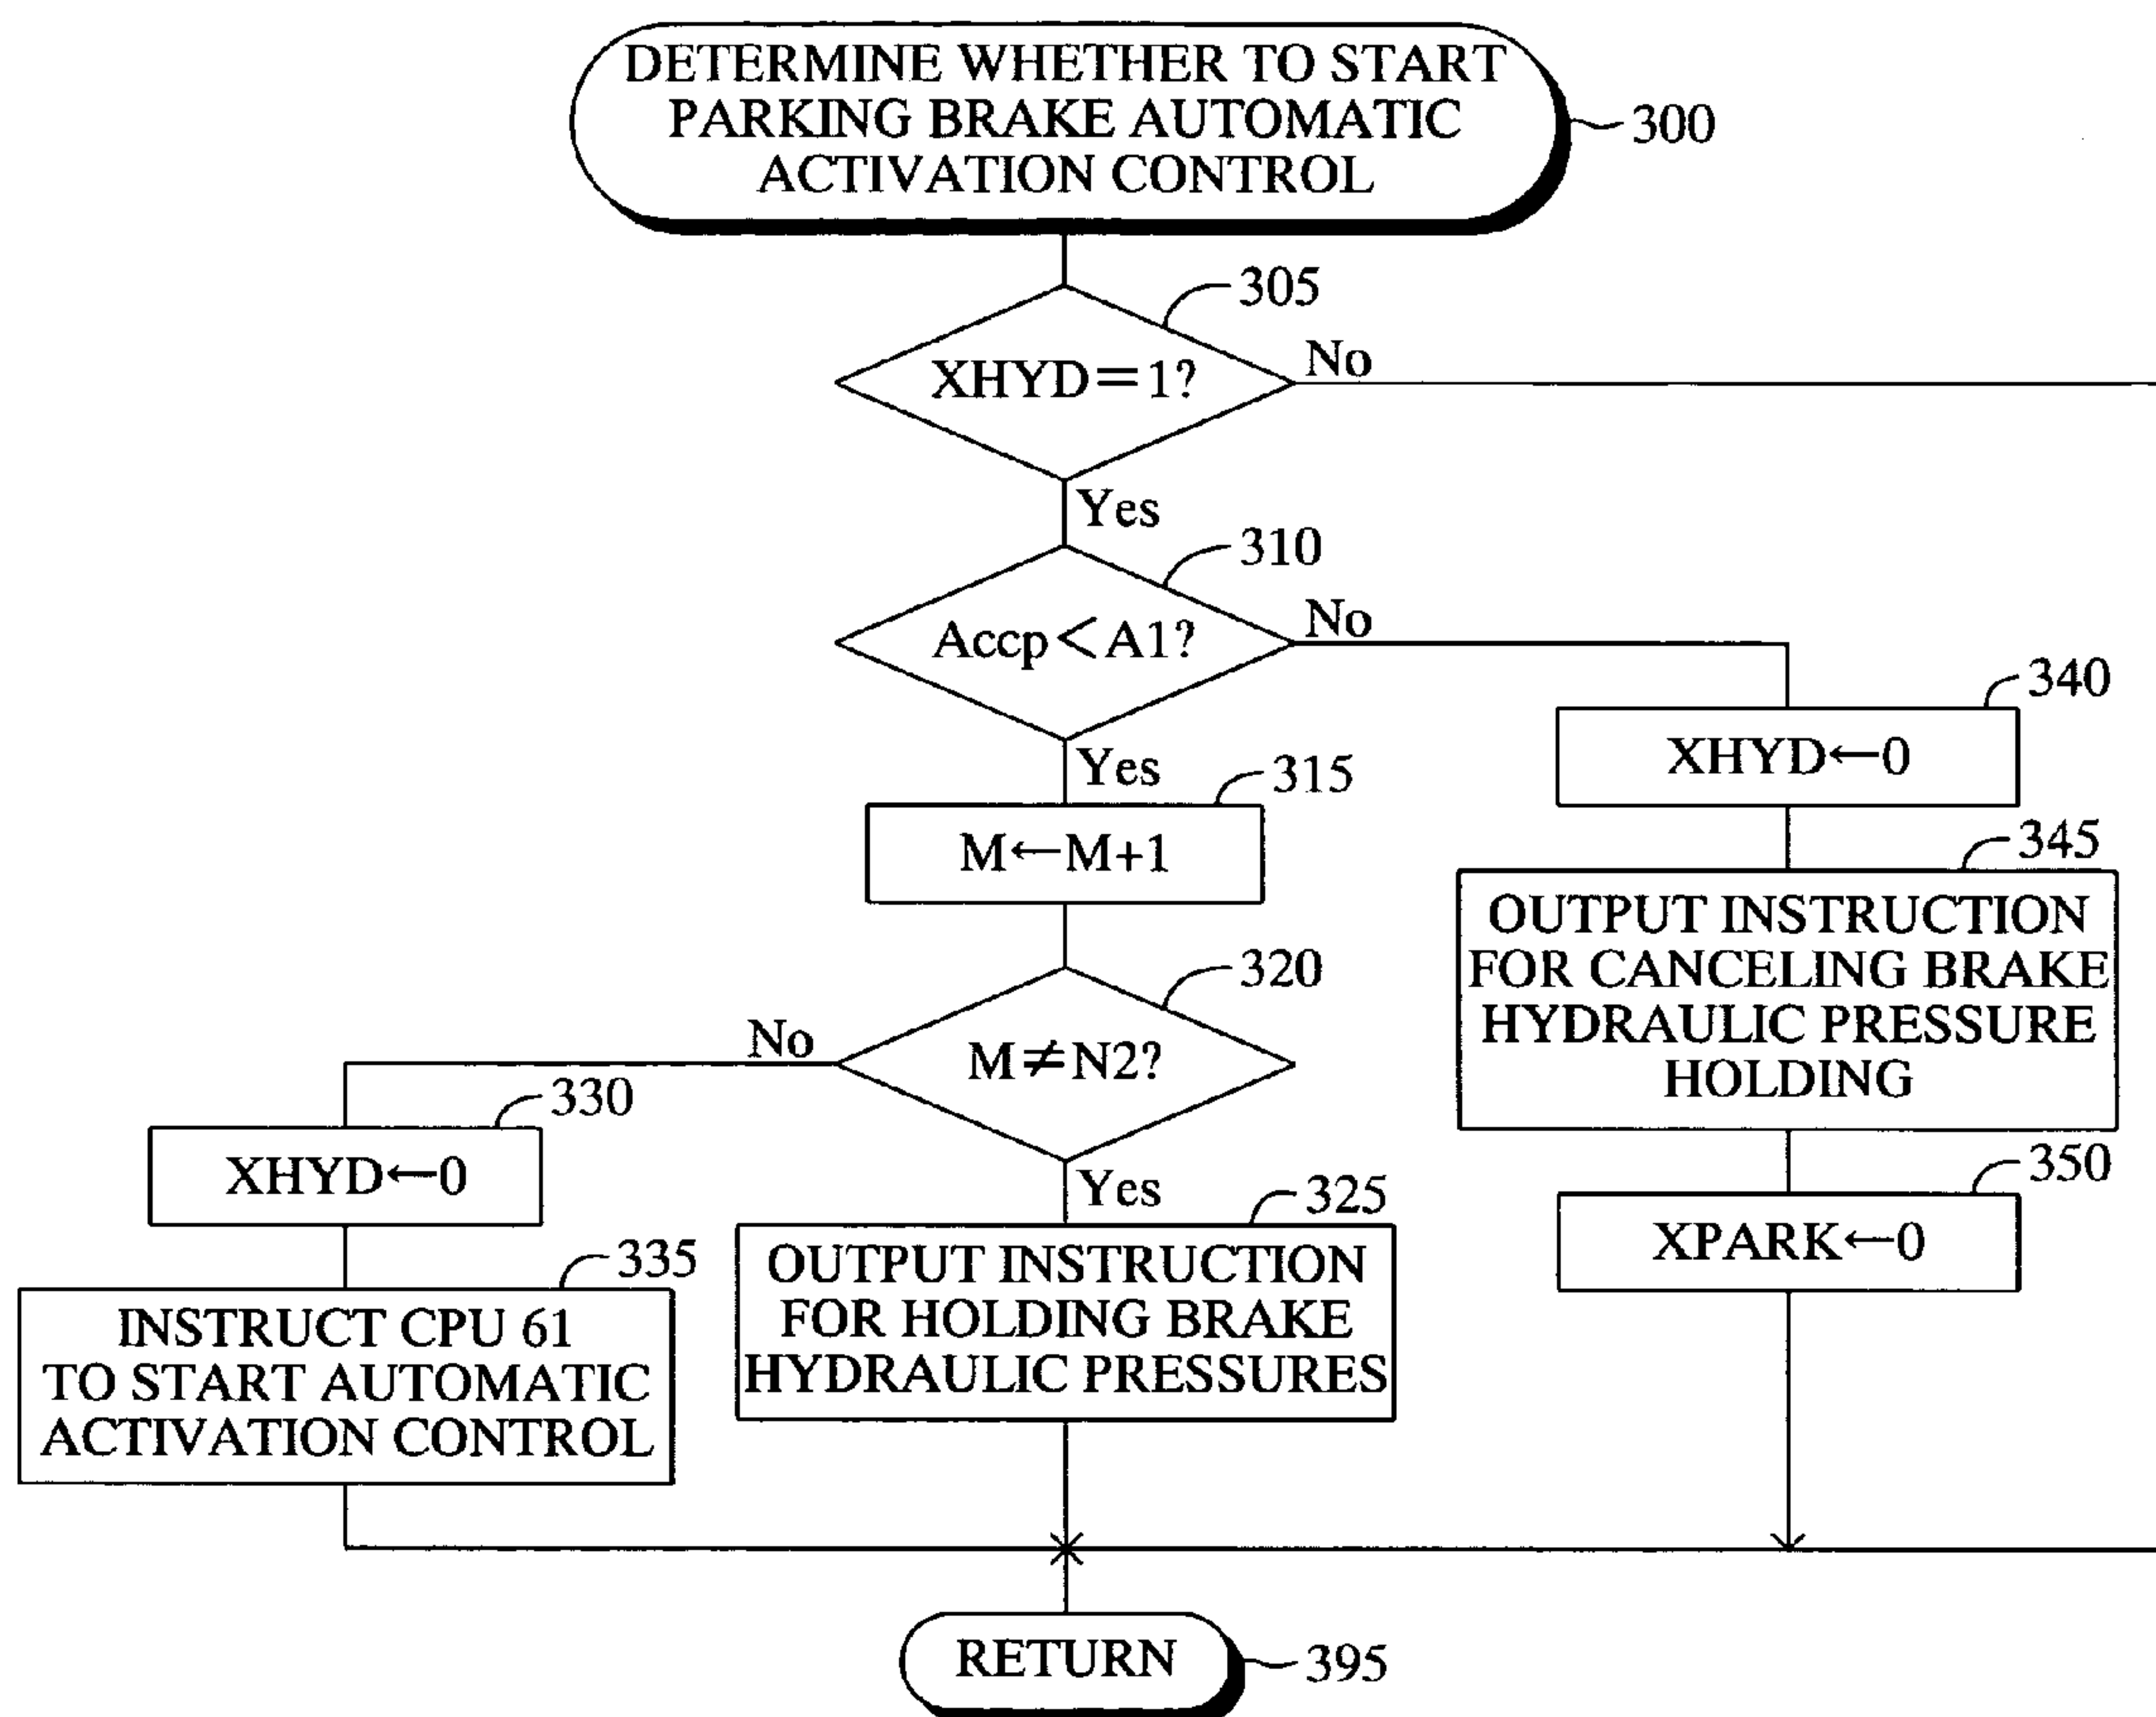 DETERMINE WHETHER TO START
PARKING BRAKE AUTOMATIC
ACTIVATION CONTROL
300
305
XHYD=1?
No
Yes
310
Accp<A1?
No
Yes
340
XHYD←0
315
M←M+1
345
OUTPUT INSTRUCTION
FOR CANCELING BRAKE
HYDRAULIC PRESSURE
HOLDING
320
M≠N2?
No
Yes
330
XHYD←0
350
XPARK←0
325
OUTPUT INSTRUCTION
FOR HOLDING BRAKE
HYDRAULIC PRESSURES
335
INSTRUCT CPU 61
TO START AUTOMATIC
ACTIVATION CONTROL
RETURN
395